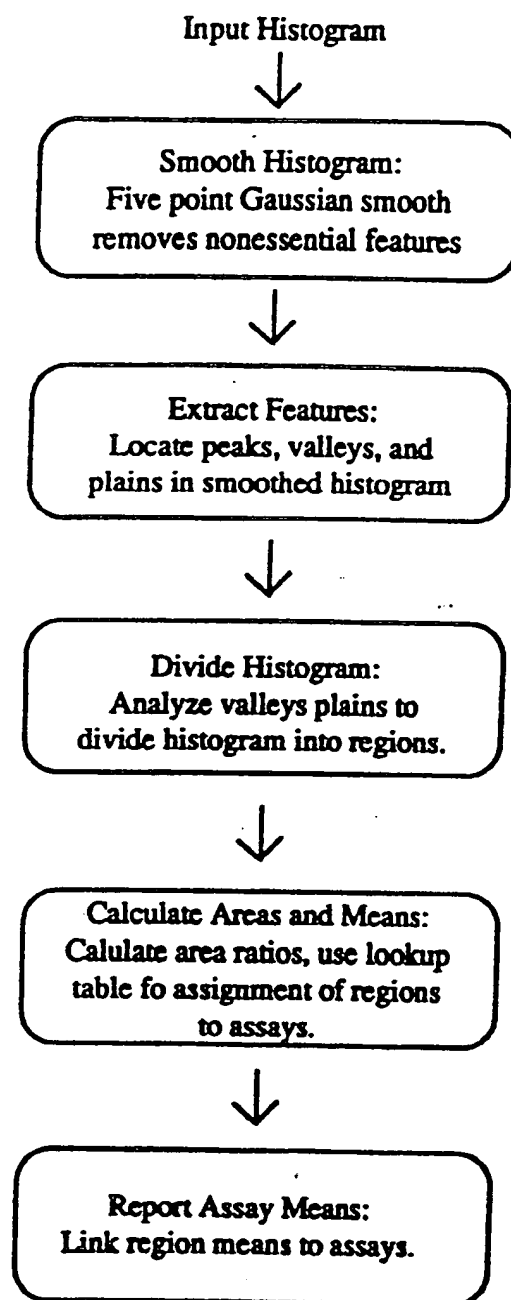 Input Histogram
Smooth Histogram:
Five point Gaussian smooth
removes nonessential features
Extract Features:
Locate peaks, valleys, and
plains in smoothed histogram
Divide Histogram:
Analyze valleys plains to
divide histogram into regions.
Calculate Areas and Means:
Calulate area ratios, use lookup
table fo assignment of regions
to assays.
Report Assay Means:
Link region means to assays.